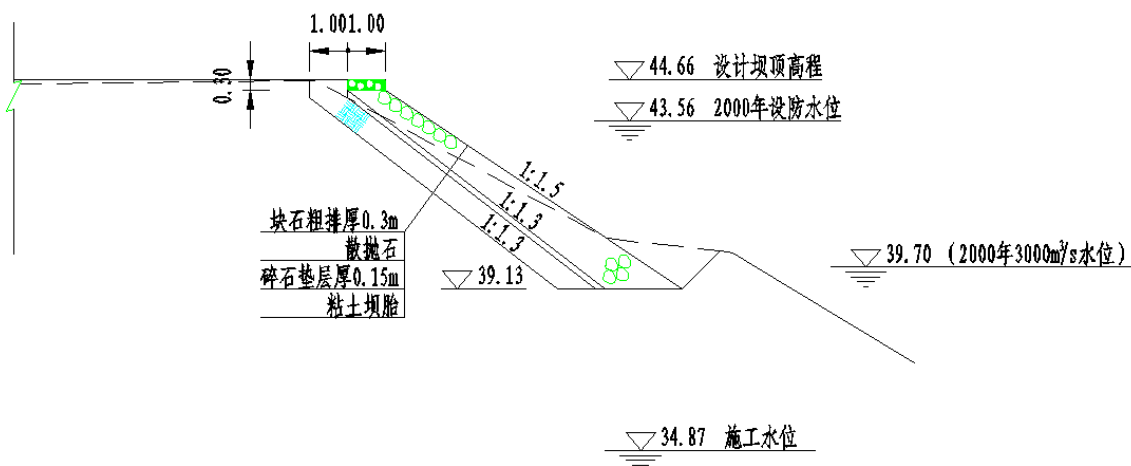 1.001.00
0.30
44.66 设计坝顶高程
43.56 2000年设防水位
1:1.5
1:1.3
1:1.3
块石粗排厚0.3m
散抛石
碎石垫层厚0.15m
粘土坝胎
39.13
39.70 (2000年3000m³/s水位)
34.87 施工水位